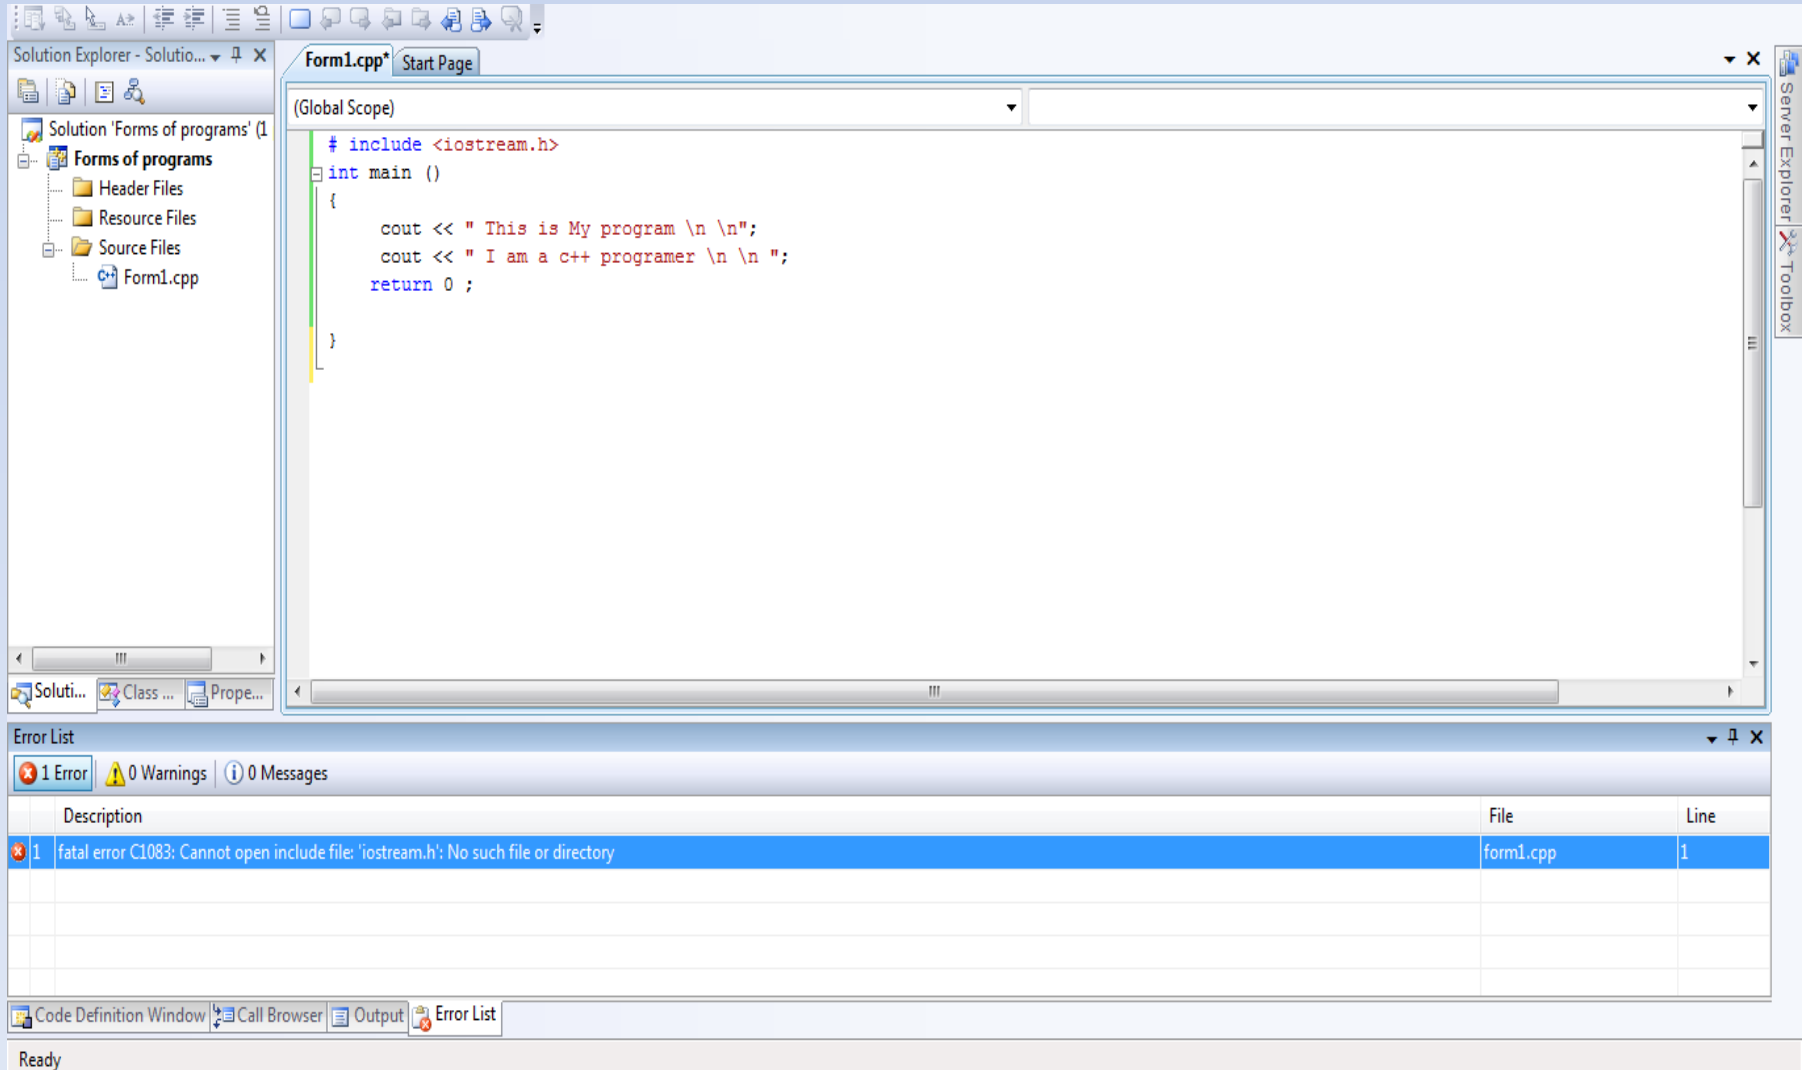 Solution Explorer - Solutio...
Form1.cpp*
Start Page
(Global Scope)
Solution 'Forms of programs' (1
Forms of programs
Header Files
Resource Files
Source Files
Form1.cpp
# include <iostream.h>
int main ()
{
cout << " This is My program \n \n";
cout << " I am a c++ programer \n \n ";
return 0 ;
}
Server Explorer
Toolbox
Soluti...
Class ...
Prope...
Error List
1 Error
0 Warnings
0 Messages
Description
File
Line
1
fatal error C1083: Cannot open include file: 'iostream.h': No such file or directory
form1.cpp
1
Code Definition Window
Call Browser
Output
Error List
Ready